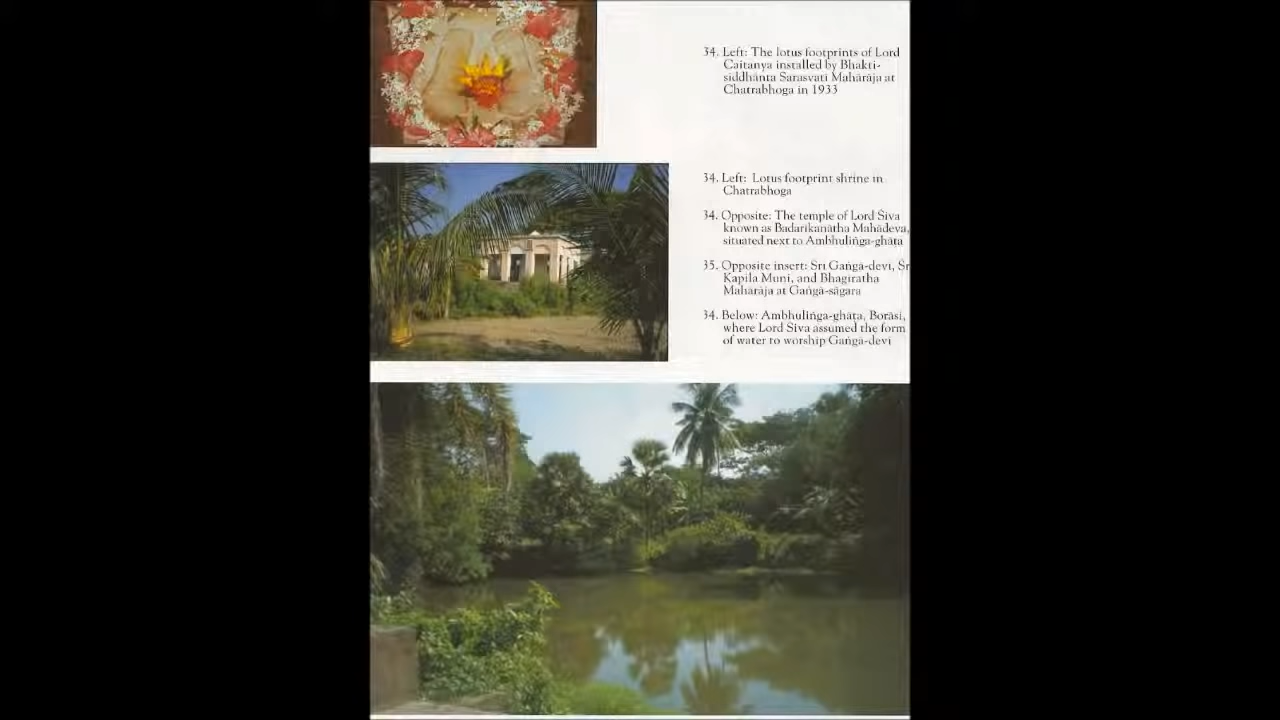 34. Left: The lotus footprints of Lord
Caitanya installed by Bhakti-
siddhānta Sarasvatī Mahārāja at
Chatrabhoga in 1933
34. Left: Lotus footprint shrine in
Chatrabhoga
34. Opposite: The temple of Lord Śiva
known as Badarikanātha Mahādeva,
situated next to Ambhuliṅga-ghāṭa
35. Opposite insert: Śrī Gaṅgā-devī, Śr
Kapila Muni, and Bhagīratha
Mahārāja at Gaṅgā-sāgara
34. Below: Ambhuliṅga-ghāṭa, Borāsi,
where Lord Śiva assumed the form
of water to worship Gaṅgā-devī